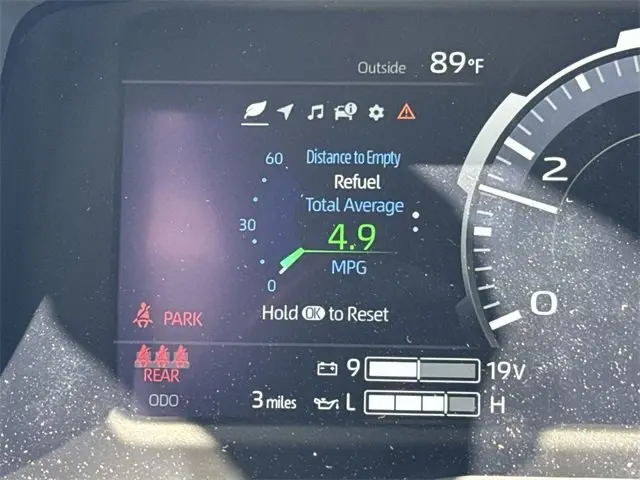 Outside 89°F
60 Distance to Empty
Refuel
Total Average
30 4.9
MPG
0
Hold OK to Reset
PARK
REAR
ODO 3 miles
9 19V
L H
2
0